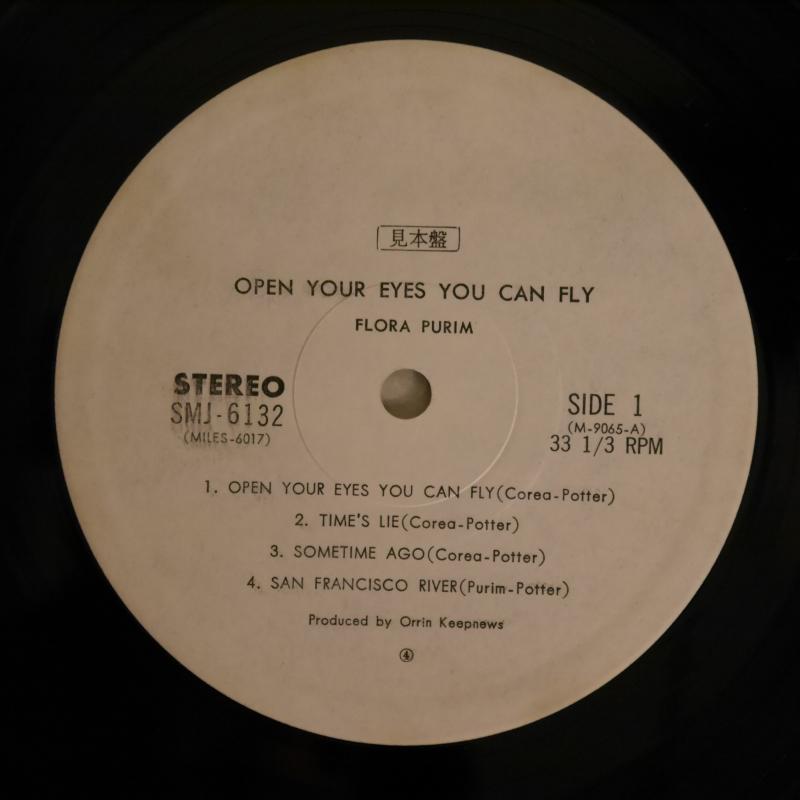 見本盤
OPEN YOUR EYES YOU CAN FLY
FLORA PURIM
STEREO
SMJ-6132
(MILES-6017)
SIDE 1
(M-9065-A)
33 1/3 RPM
1. OPEN YOUR EYES YOU CAN FLY(Corea-Potter)
2. TIME'S LIE(Corea-Potter)
3. SOMETIME AGO(Corea-Potter)
4. SAN FRANCISCO RIVER(Purim-Potter)
Produced by Orrin Keepnews
④